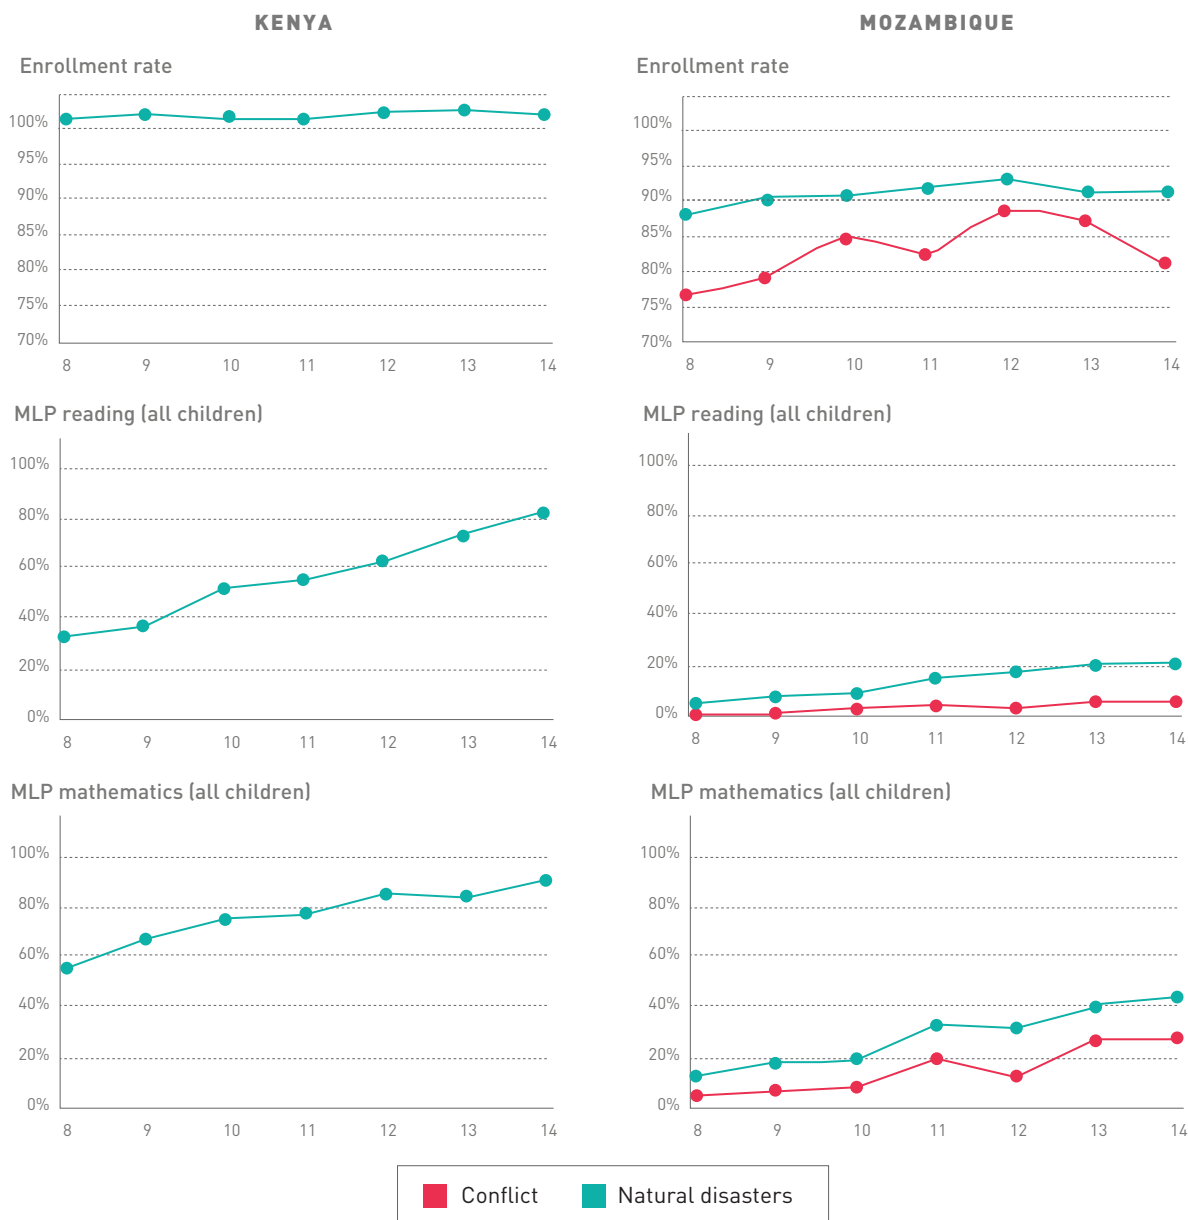 KENYA
Enrollment rate
100%
95%
90%
85%
80%
75%
70%
8 9 10 11 12 13 14
MLP reading (all children)
100%
80%
60%
40%
20%
0%
8 9 10 11 12 13 14
MLP mathematics (all children)
100%
80%
60%
40%
20%
0%
8 9 10 11 12 13 14
MOZAMBIQUE
Enrollment rate
100%
95%
90%
85%
80%
75%
70%
8 9 10 11 12 13 14
MLP reading (all children)
100%
80%
60%
40%
20%
0%
8 9 10 11 12 13 14
MLP mathematics (all children)
100%
80%
60%
40%
20%
0%
8 9 10 11 12 13 14
Conflict Natural disasters